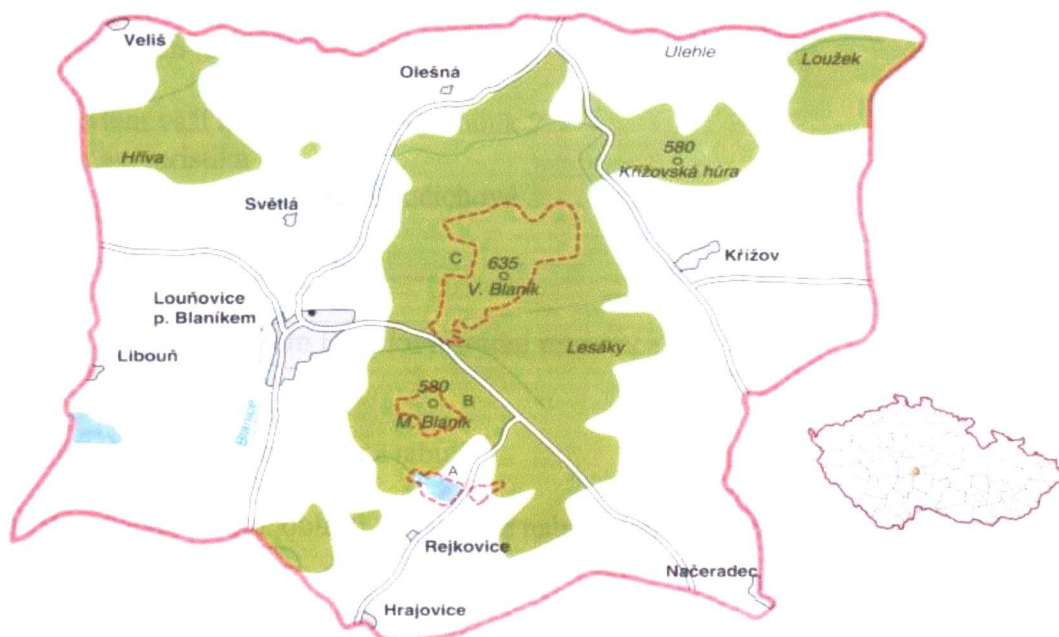 Veliš
Ulehle
Loužek
Olešná
580
Křížovská hůra
Hříva
Světlá
C
635
V. Blaník
Křížov
Louňovice
p. Blaníkem
Lesáky
Libouň
580
B
M. Blaník
Blanice
A
Rejkovice
Načeradec
Hrajovice